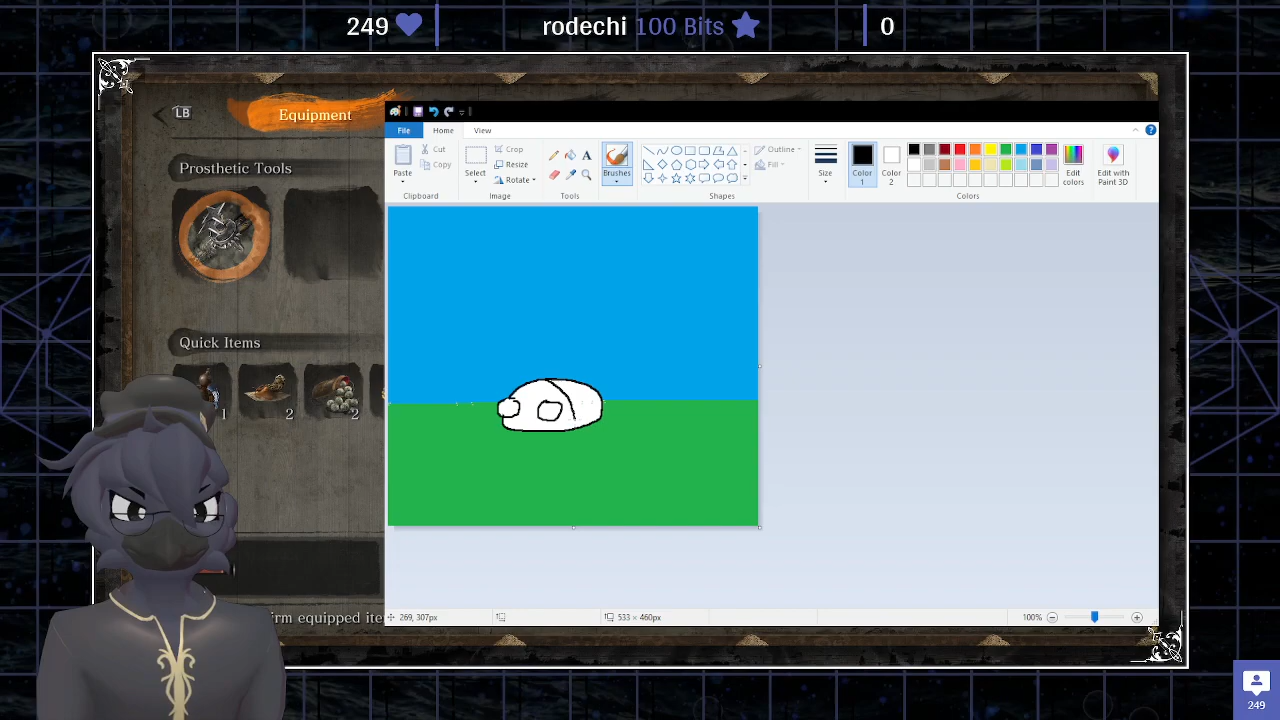 249
rodechi 100 Bits
0
LB
Equipment
Prosthetic Tools
Quick Items
1
2
2
rm equipped ite
File
Home
View
Paste
Cut
Copy
Clipboard
Select
Crop
Resize
Rotate
Image
A
Tools
Brushes
Outline
Fill
Shapes
Size
Color
1
Color
2
Edit
colors
Colors
Edit with
Paint 3D
269, 307px
533 × 460px
100%
249